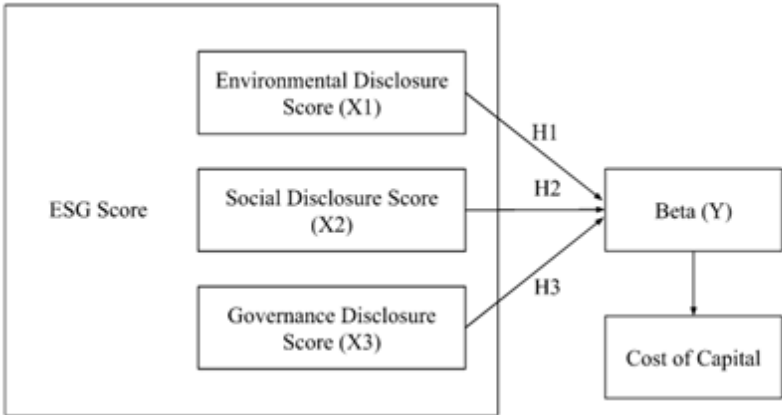 Environmental Disclosure
Score (X1)
H1
ESG Score
Social Disclosure Score
(X2)
H2
Beta (Y)
Governance Disclosure
Score (X3)
H3
Cost of Capital